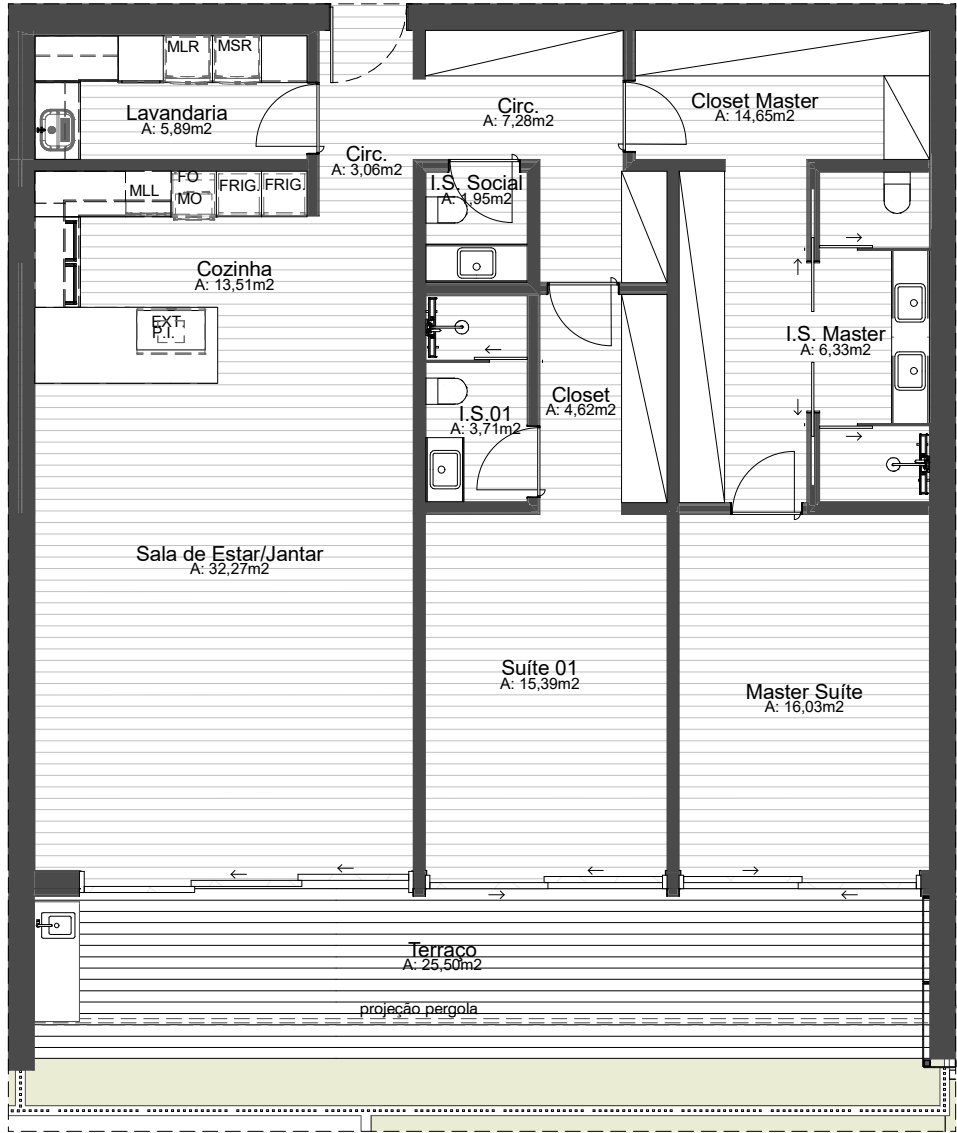 MLR
MSR
Lavandaria
A: 5,89m2
Circ.
A: 7,28m2
Closet Master
A: 14,65m2
Circ.
A: 3,06m2
MLL
FO
MO
FRIG.
FRIG.
I.S. Social
A: 1,95m2
Cozinha
A: 13,51m2
EXT.
P.I.
I.S. Master
A: 6,33m2
Closet
A: 4,62m2
I.S.01
A: 3,71m2
Sala de Estar/Jantar
A: 32,27m2
Suíte 01
A: 15,39m2
Master Suíte
A: 16,03m2
Terraço
A: 25,50m2
projeção pergola